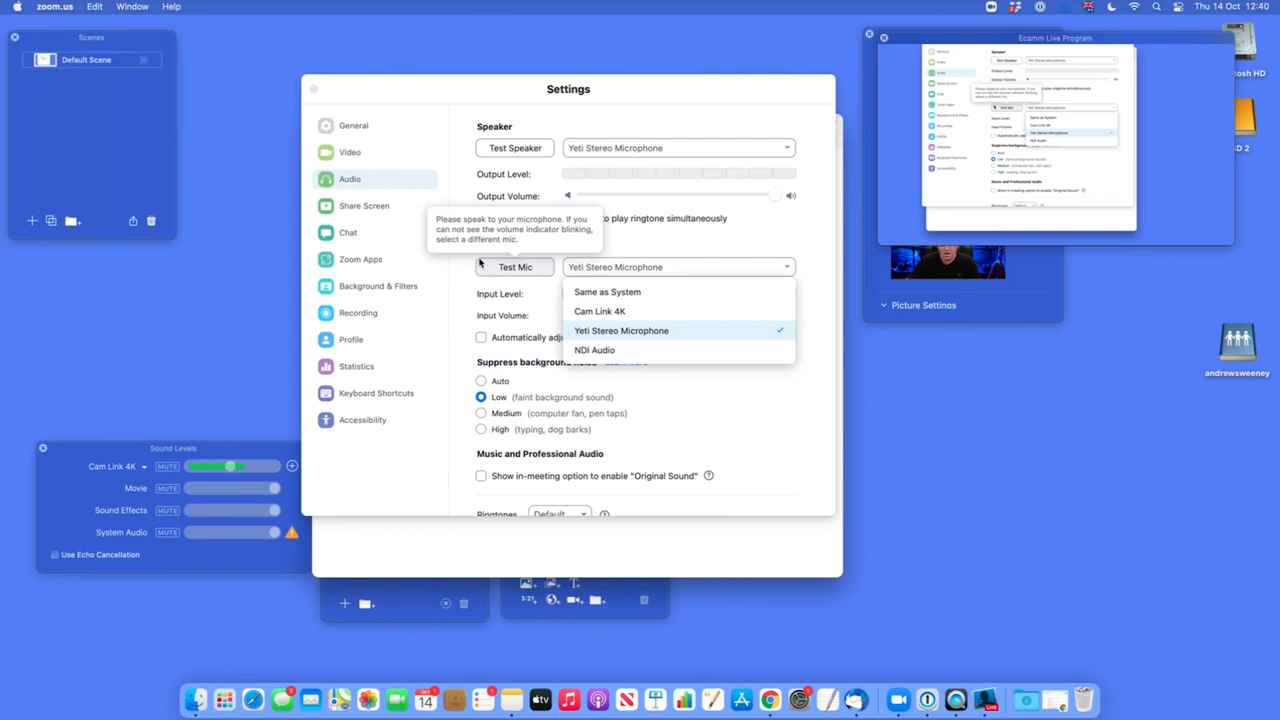 zoom.us Edit Window Help
Thu 14 Oct 12:40
Scenes
Default Scene
Ecamm Live Program
Settings
General
Video
Audio
Share Screen
Chat
Zoom Apps
Background & Filters
Recording
Profile
Statistics
Keyboard Shortcuts
Accessibility
Speaker
Test Speaker
Yeti Stereo Microphone
Output Level:
Output Volume:
to play ringtone simultaneously
Please speak to your microphone. If you
can not see the volume indicator blinking,
select a different mic.
Test Mic
Yeti Stereo Microphone
Input Level:
Input Volume:
Same as System
Cam Link 4K
Yeti Stereo Microphone
NDI Audio
Automatically adju
Suppress background
Auto
Low (faint background sound)
Medium (computer fan, pen taps)
High (typing, dog barks)
Music and Professional Audio
Show in-meeting option to enable "Original Sound"
Ringtones
Default
Sound Levels
Cam Link 4K MUTE
Movie MUTE
Sound Effects MUTE
System Audio MUTE
Use Echo Cancellation
Picture Settings
osh HD
D 2
andrewsweeney
3:21